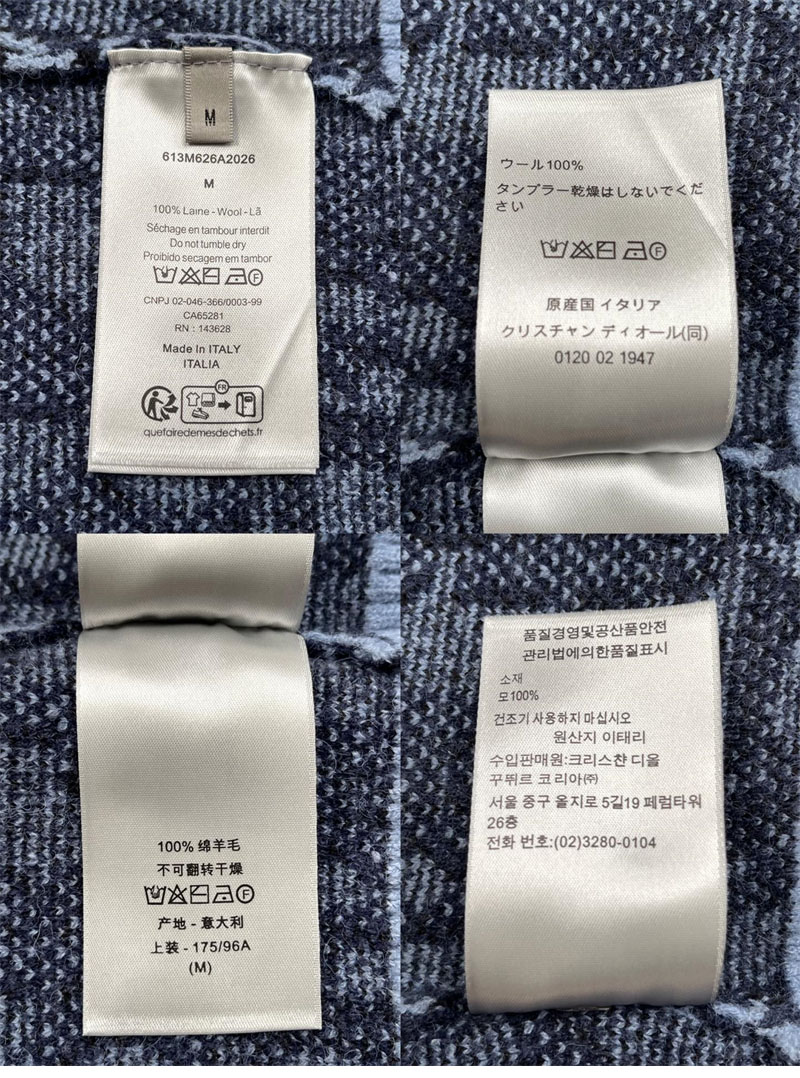 M
613M626A2026
M
100% Laine - Wool - Lã
Séchage en tambour interdit
Do not tumble dry
Proibido secagem em tambor
CNPJ 02-046-366/0003-99
CA65281
RN : 143628
Made In ITALY
ITALIA
FR
quefairedemesdechets.fr
ウール100%
タンブラー乾燥はしないでくだ
さい
F
原産国 イタリア
クリスチャン ディオール(同)
0120 02 1947
100% 绵羊毛
不可翻转干燥
F
产地 - 意大利
上装 - 175/96A
(M)
품질경영및공산품안전
관리법에의한품질표시
소재
모100%
건조기 사용하지 마십시오
원산지 이태리
수입판매원:크리스챤 디올
꾸뛰르 코리아㈜
서울 중구 을지로 5길19 페럼타워
26층
전화 번호:(02)3280-0104